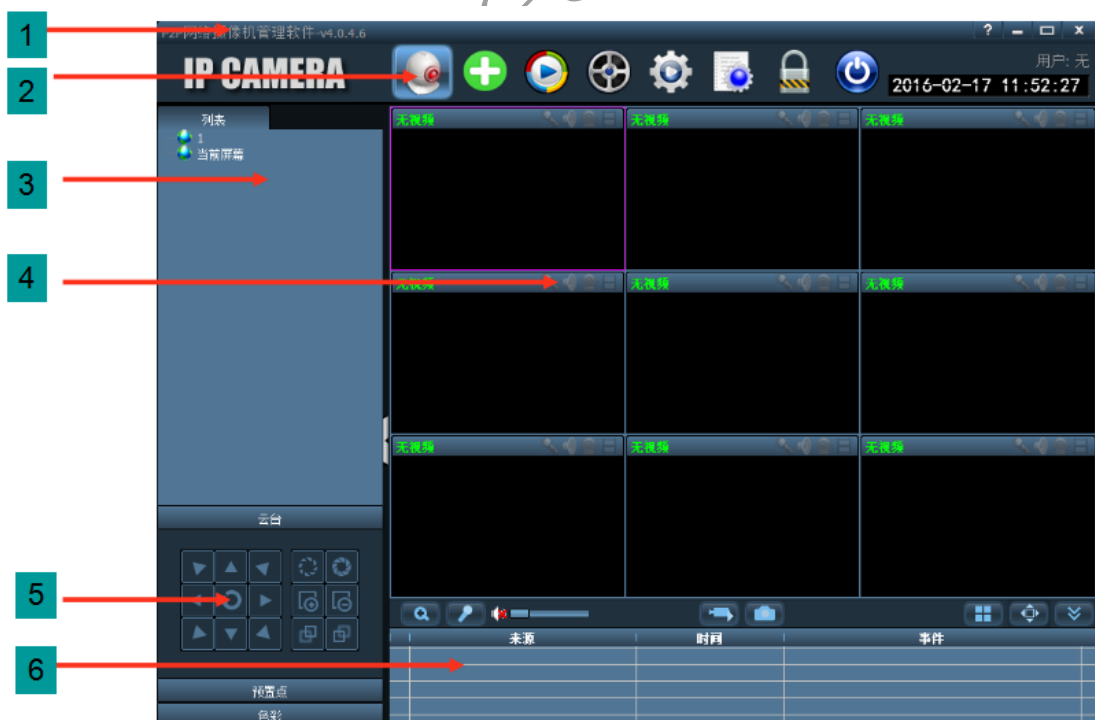 1
P2P网络摄像机管理软件-v4.0.4.6
?
2
IP CAMERA
用户: 无
2016-02-17 11:52:27
列表
无视频
无视频
无视频
1
当前屏幕
3
4
无视频
无视频
无视频
无视频
无视频
无视频
云台
5
来源
时间
事件
6
预置点
色彩